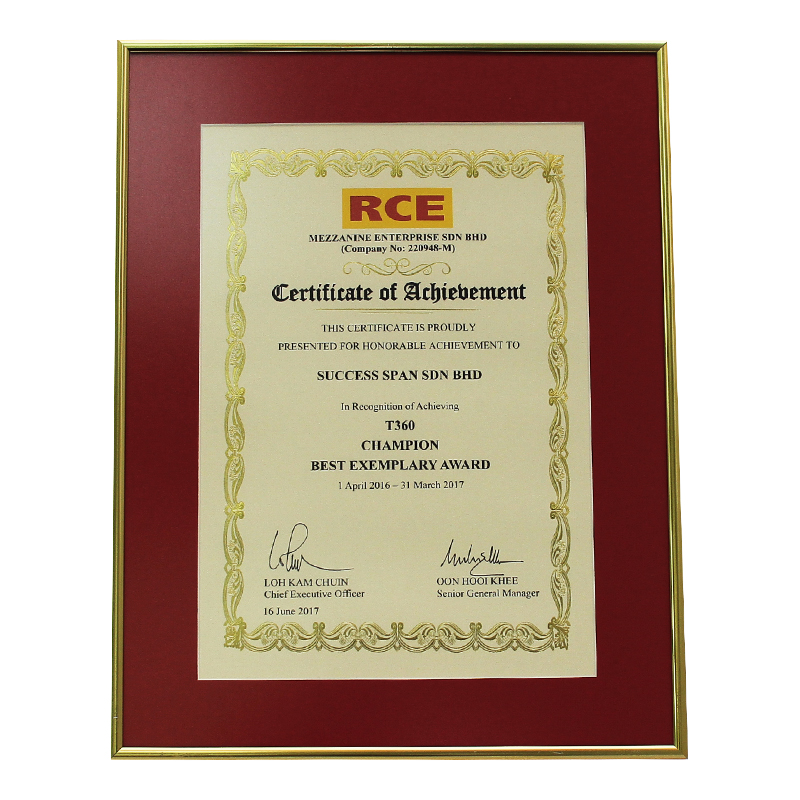 RCE
MEZZANINE ENTERPRISE SDN BHD
(Company No: 220948-M)
Certificate of Achievement
THIS CERTIFICATE IS PROUDLY
PRESENTED FOR HONORABLE ACHIEVEMENT TO
SUCCESS SPAN SDN BHD
In Recognition of Achieving
T360
CHAMPION
BEST EXEMPLARY AWARD
1 April 2016 – 31 March 2017
LOH KAM CHUIN
Chief Executive Officer
16 June 2017
OON HOOI KHEE
Senior General Manager